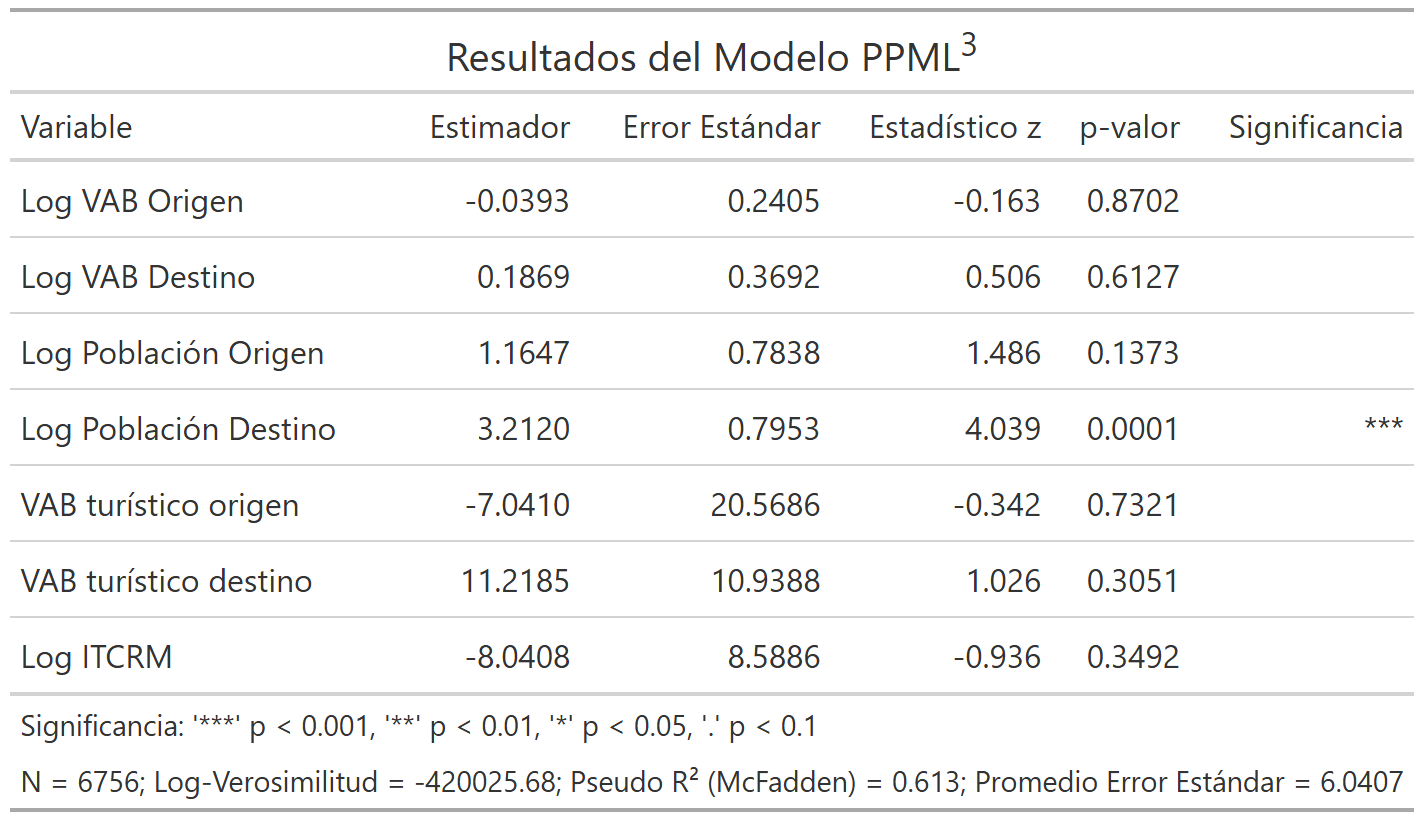 Resultados del Modelo PPML³
Variable Estimador Error Estándar Estadístico z p-valor Significancia
Log VAB Origen -0.0393 0.2405 -0.163 0.8702
Log VAB Destino 0.1869 0.3692 0.506 0.6127
Log Población Origen 1.1647 0.7838 1.486 0.1373
Log Población Destino 3.2120 0.7953 4.039 0.0001 ***
VAB turístico origen -7.0410 20.5686 -0.342 0.7321
VAB turístico destino 11.2185 10.9388 1.026 0.3051
Log ITCRM -8.0408 8.5886 -0.936 0.3492
Significancia: '***' p < 0.001, '**' p < 0.01, '*' p < 0.05, '.' p < 0.1
N = 6756; Log-Verosimilitud = -420025.68; Pseudo R² (McFadden) = 0.613; Promedio Error Estándar = 6.0407